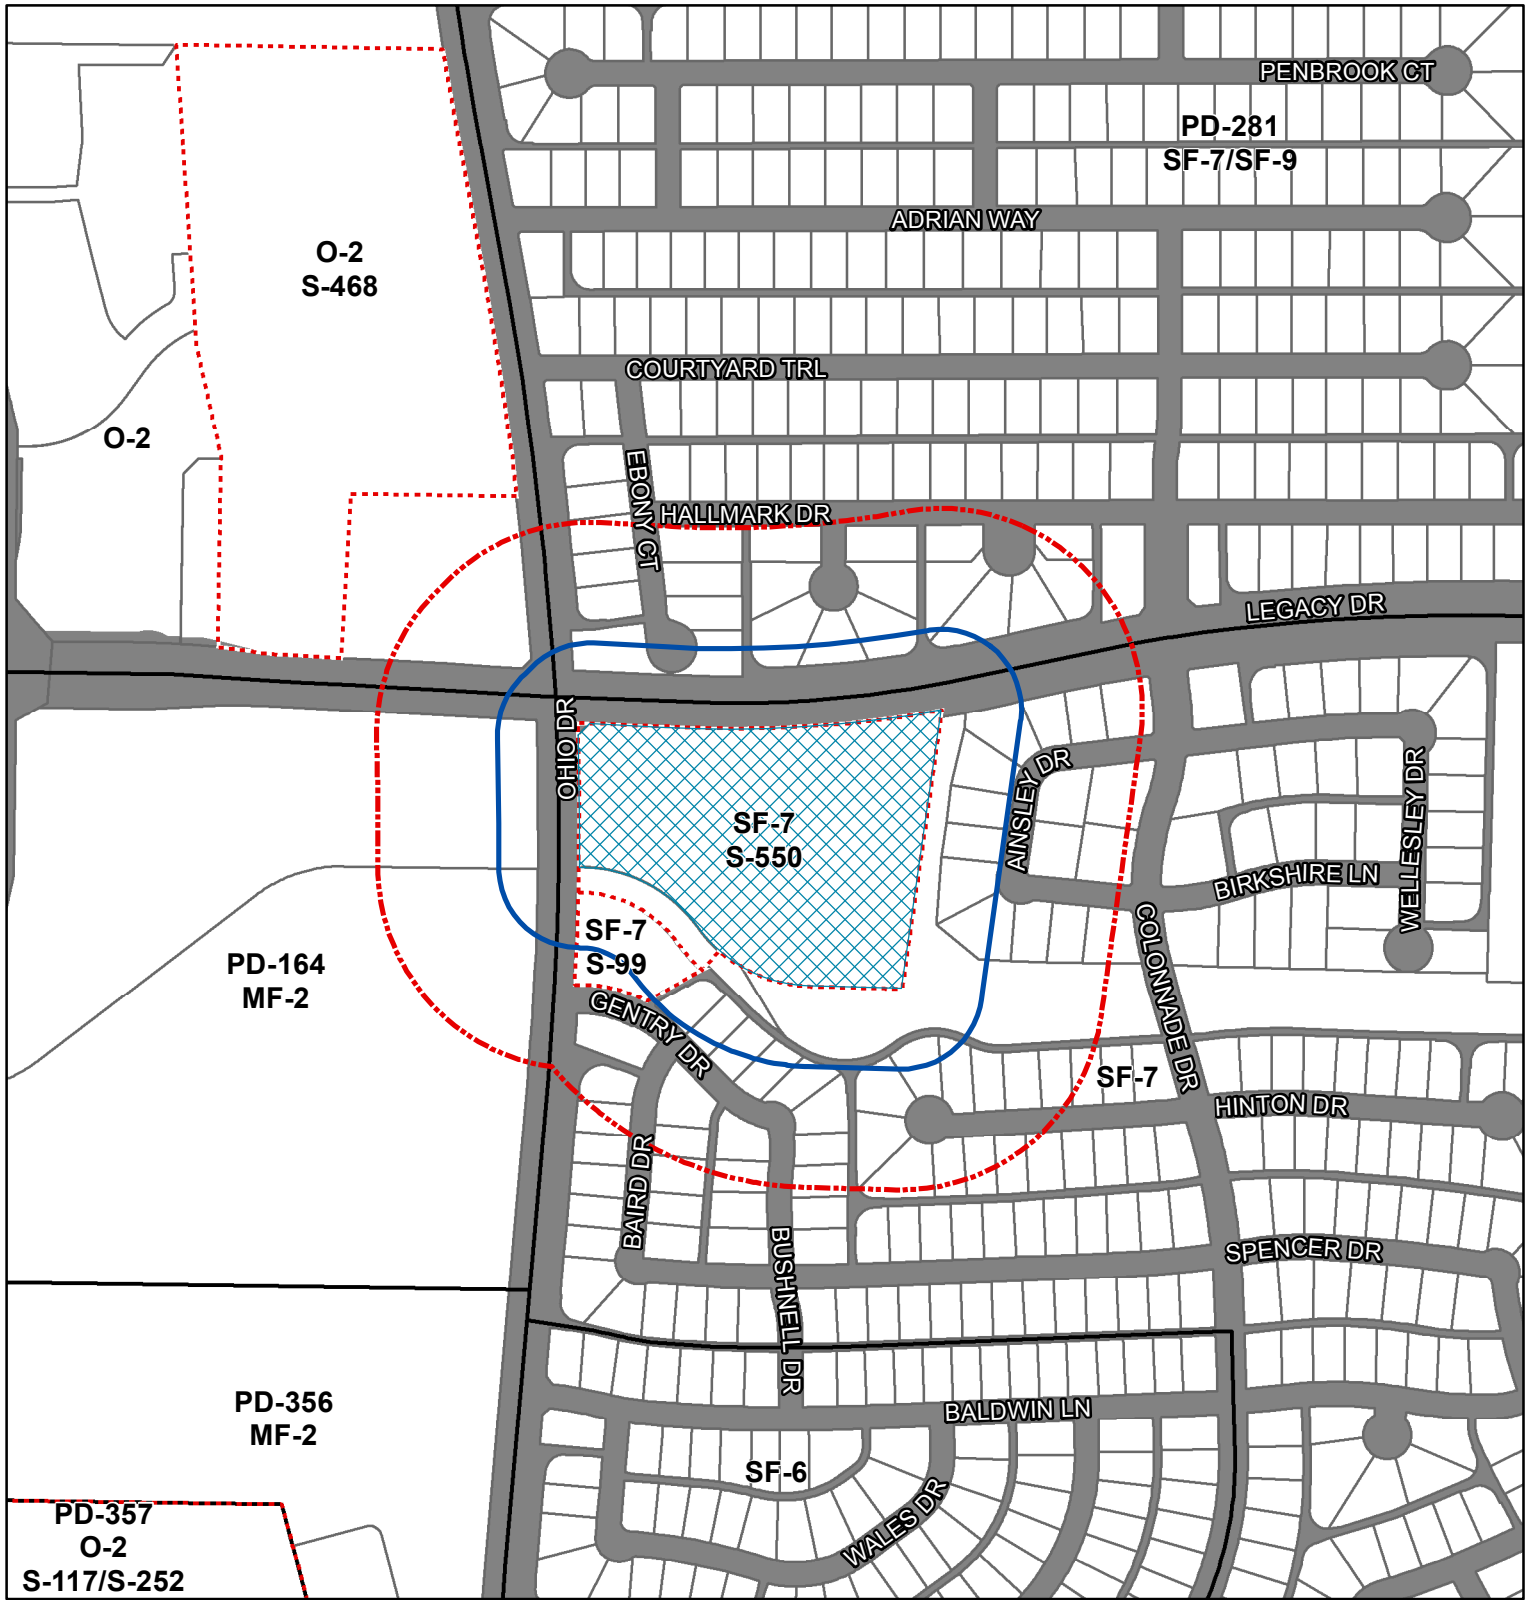 PENBROOK CT
PD-281
SF-7/SF-9
ADRIAN WAY
O-2
S-468
COURTYARD TRL
O-2
EBONY CT
HALLMARK DR
LEGACY DR
OHIO DR
AINSLEY DR
WELLESLEY DR
SF-7
S-550
BIRKSHIRE LN
SF-7
S-99
COLONNADE DR
PD-164
MF-2
GENTRY DR
SF-7
HINTON DR
BAIRD DR
BUSHNELL DR
SPENCER DR
PD-356
MF-2
BALDWIN LN
SF-6
WALES DR
PD-357
O-2
S-117/S-252